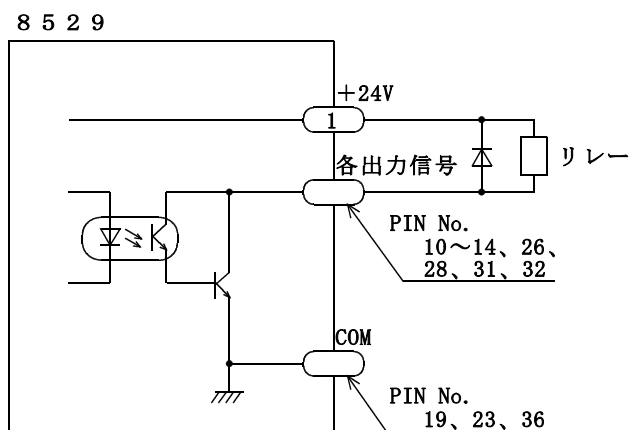 ８５２９
＋24V
1
各出力信号
リレー
PIN No.
10～14、26、
28、31、32
COM
PIN No.
19、23、36